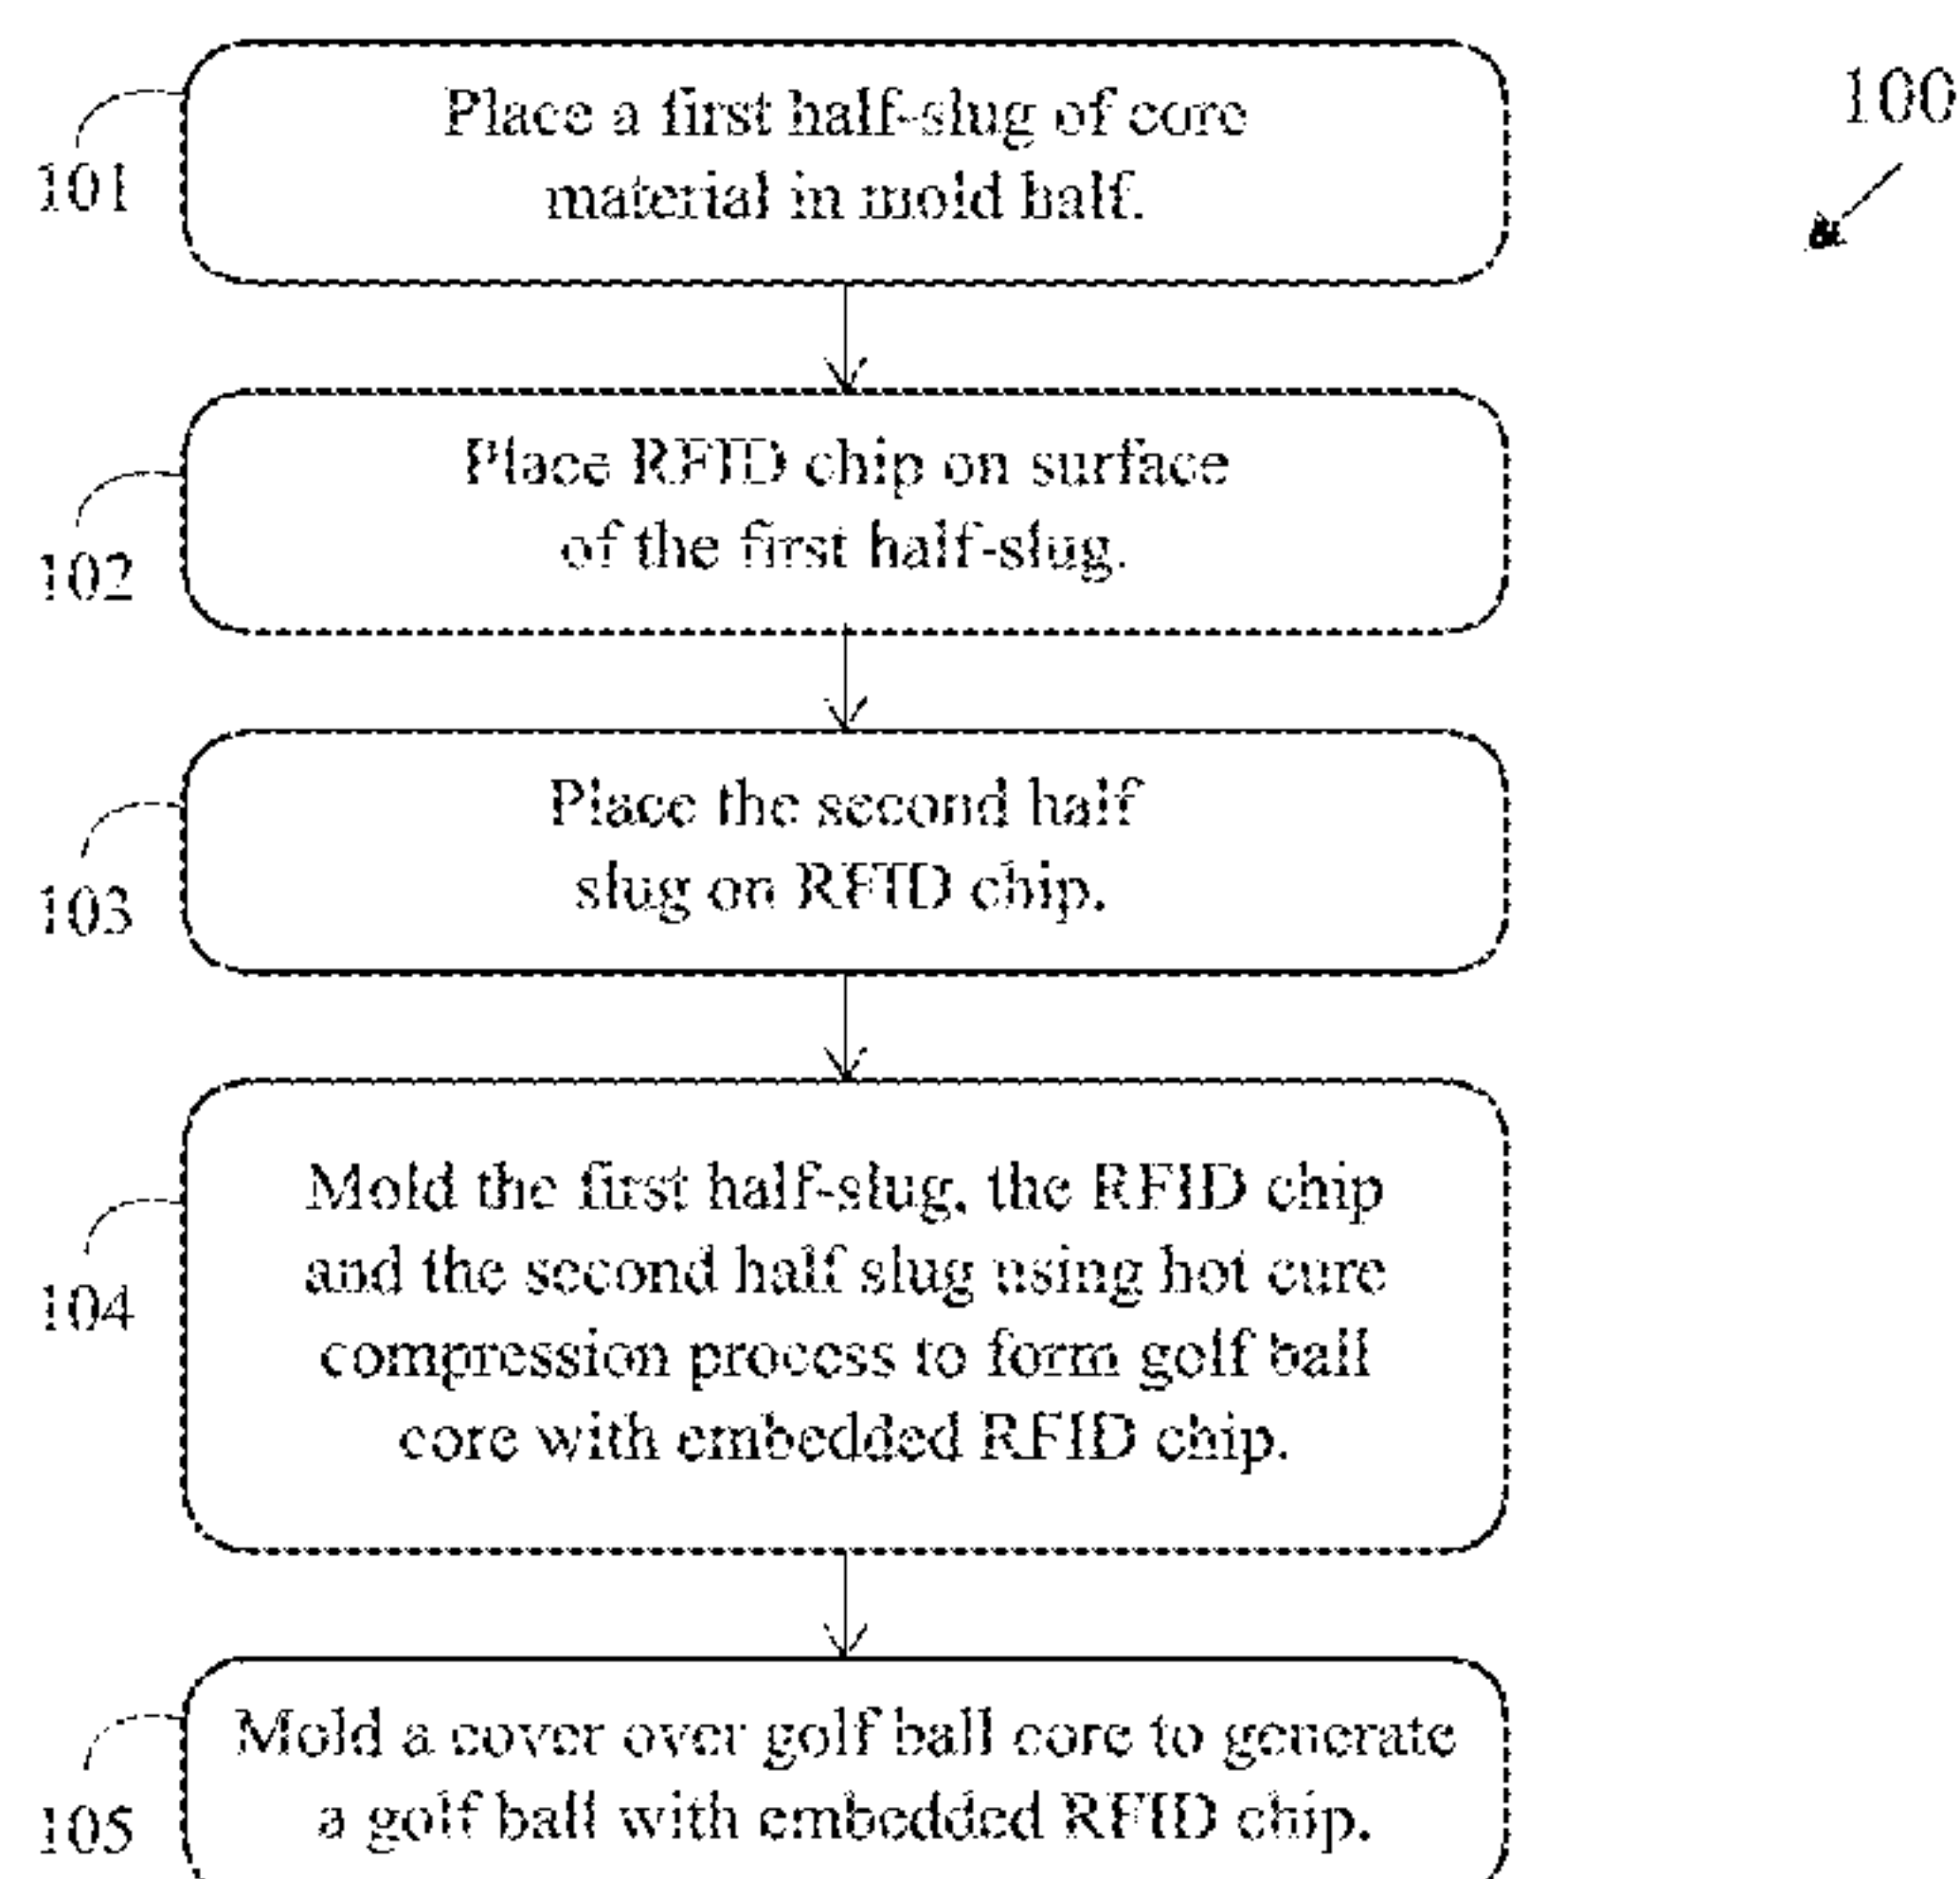 100
101
Place a first half-slug of core
material in mold half.
102
Place RFID chip on surface
of the first half-slug.
103
Place the second half
slug on RFID chip.
104
Mold the first half-slug, the RFID chip
and the second half slug using hot cure
compression process to form golf ball
core with embedded RFID chip.
105
Mold a cover over golf ball core to generate
a golf ball with embedded RFID chip.